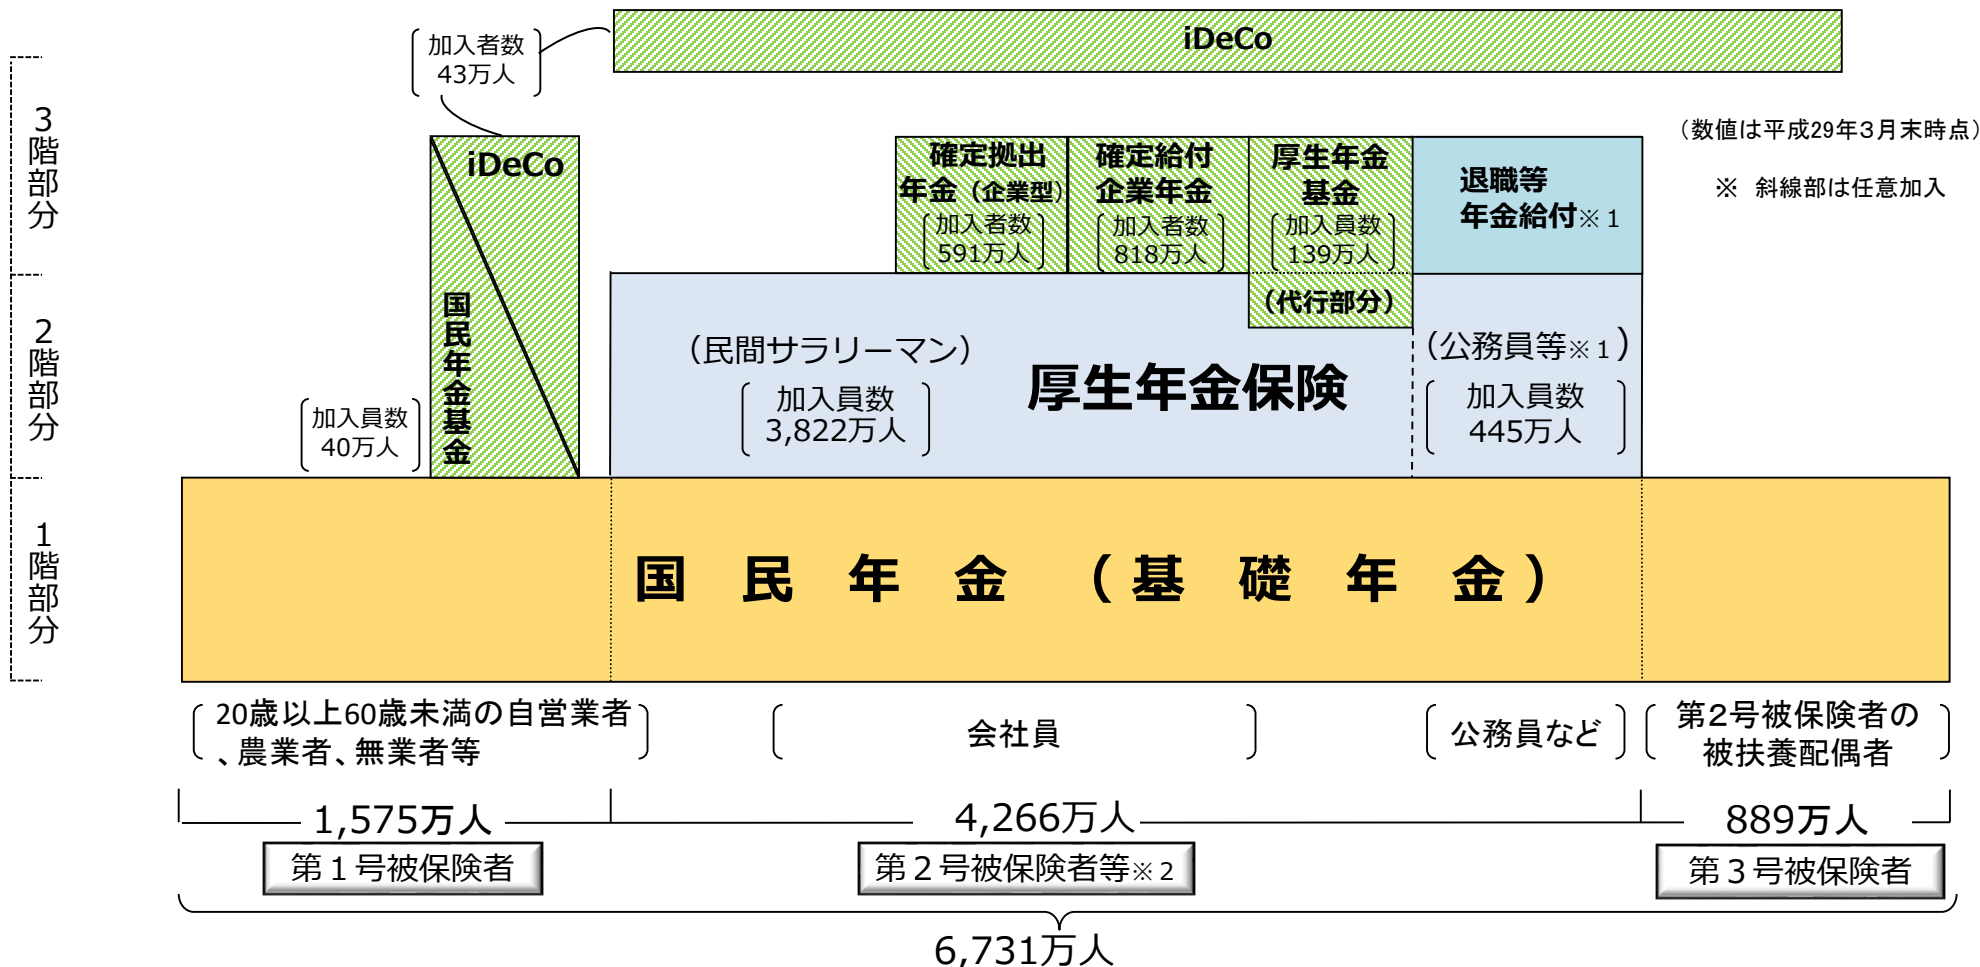 iDeCo
加入者数
43万人
3階部分
(数値は平成29年3月末時点)
※ 斜線部は任意加入
iDeCo
国民年金基金
確定拠出
年金（企業型）
加入者数
591万人
確定給付
企業年金
加入者数
818万人
厚生年金
基金
加入員数
139万人
（代行部分）
退職等
年金給付※1
2階部分
（民間サラリーマン）
加入員数
3,822万人
厚生年金保険
（公務員等※1）
加入員数
445万人
加入員数
40万人
1階部分
国民年金（基礎年金）
20歳以上60歳未満の自営業者
、農業者、無業者等
会社員
公務員など
第2号被保険者の
被扶養配偶者
1,575万人
4,266万人
889万人
第1号被保険者
第2号被保険者等※2
第3号被保険者
6,731万人